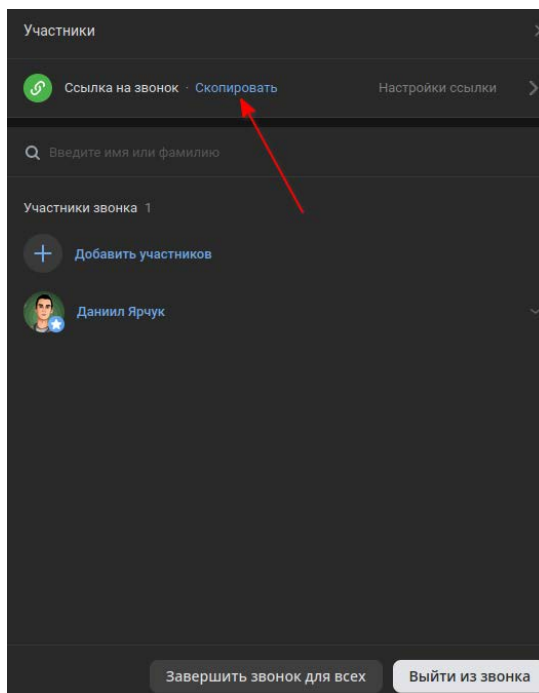 Участники
Ссылка на звонок · Скопировать Настройки ссылки
Введите имя или фамилию
Участники звонка 1
Добавить участников
Даниил Ярчук
Завершить звонок для всех Выйти из звонка